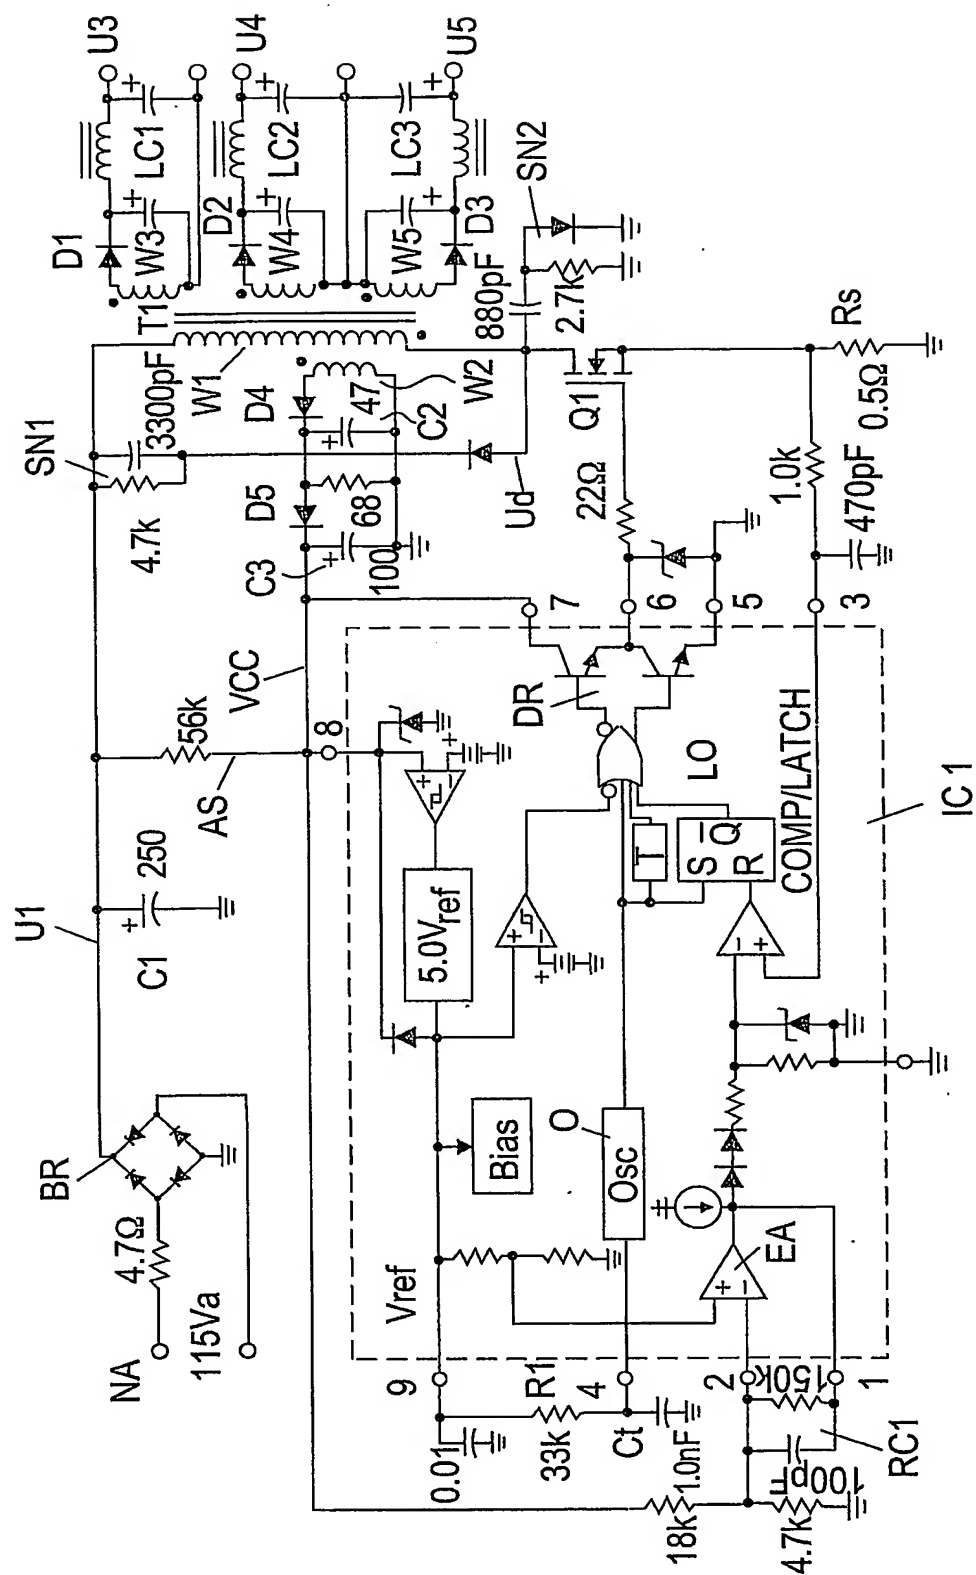 NA
115Va
4.7Ω
BR
U1
C1
+
250
AS
56k
VCC
SN1
4.7k
3300pF
W1
T1
D1
W3
+
LC1
+
U3
D2
W4
+
LC2
+
U4
W5
+
LC3
+
U5
D3
D4
D5
C3
+
100
68
+
47
C2
W2
Ud
880pF
2.7k
SN2
Q1
22Ω
Rs
0.5Ω
1.0k
470pF
7
6
5
3
8
DR
LO
COMP/LATCH
IC1
S
Q
R
T
+
−
+
5.0Vref
+
−
+
−
+
Bias
O
Osc
EA
+
−
Vref
9
4
2
1
R1
33k
0.01
Ct
1.0nF
18k
4.7k
100pF
150k
RC1